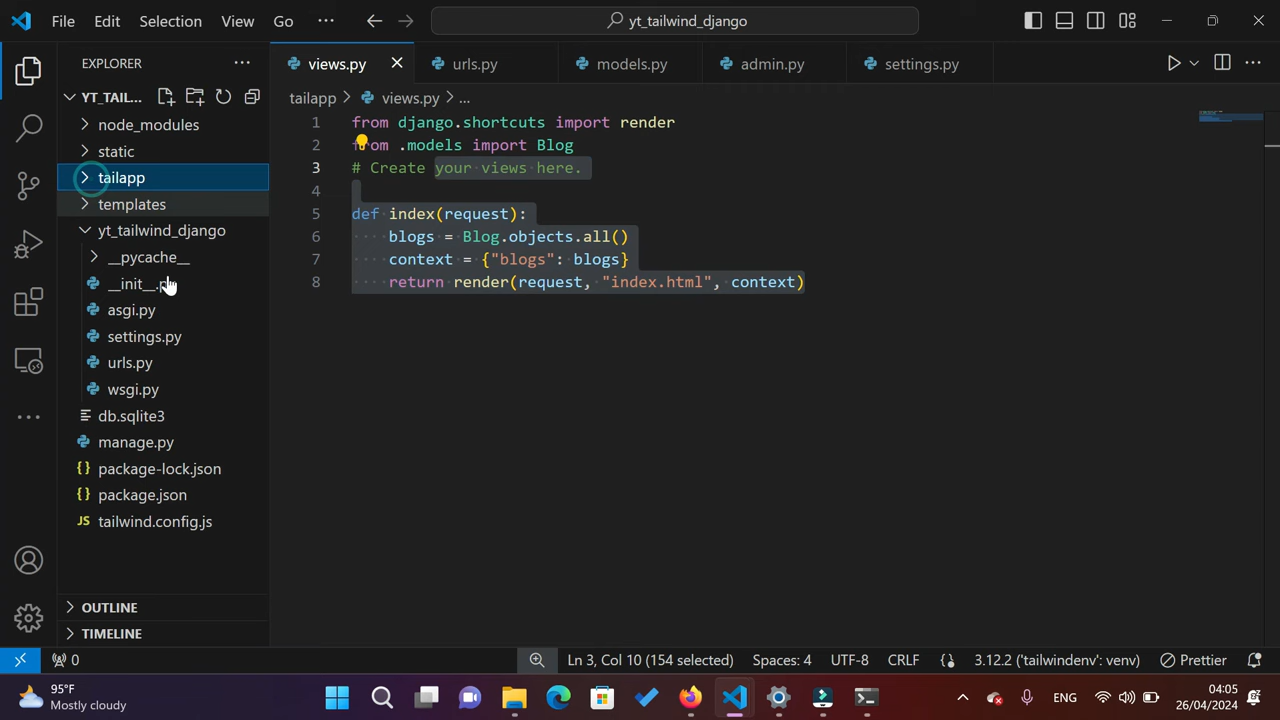 File Edit Selection View Go ... yt_tailwind_django
EXPLORER ...
YT_TAIL...
node_modules
static
tailapp
templates
yt_tailwind_django
__pycache__
__init__.p
asgi.py
settings.py
urls.py
wsgi.py
db.sqlite3
manage.py
{} package-lock.json
{} package.json
JS tailwind.config.js
OUTLINE
TIMELINE
views.py urls.py models.py admin.py settings.py
tailapp > views.py > ...
1 from django.shortcuts import render
2 from .models import Blog
3 # Create your views here.
4
5 def index(request):
6 blogs = Blog.objects.all()
7 context = {"blogs": blogs}
8 return render(request, "index.html", context)
0 Ln 3, Col 10 (154 selected) Spaces: 4 UTF-8 CRLF {} Python 3.12.2 ('tailwindenv': venv) Prettier
95°F
Mostly cloudy
ENG
04:05
26/04/2024